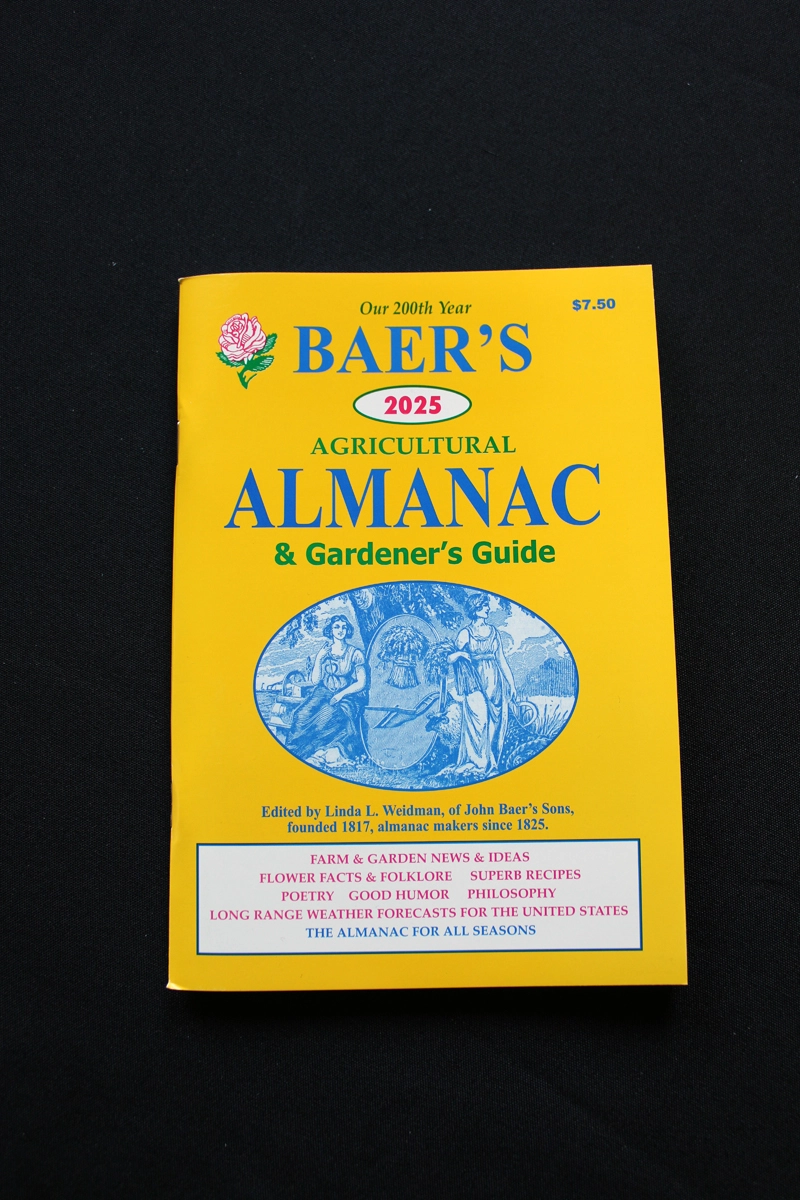 Our 200th Year
$7.50
BAER'S
2025
AGRICULTURAL
ALMANAC
& Gardener's Guide
Edited by Linda L. Weidman, of John Baer's Sons,
founded 1817, almanac makers since 1825.
FARM & GARDEN NEWS & IDEAS
FLOWER FACTS & FOLKLORE SUPERB RECIPES
POETRY GOOD HUMOR PHILOSOPHY
LONG RANGE WEATHER FORECASTS FOR THE UNITED STATES
THE ALMANAC FOR ALL SEASONS